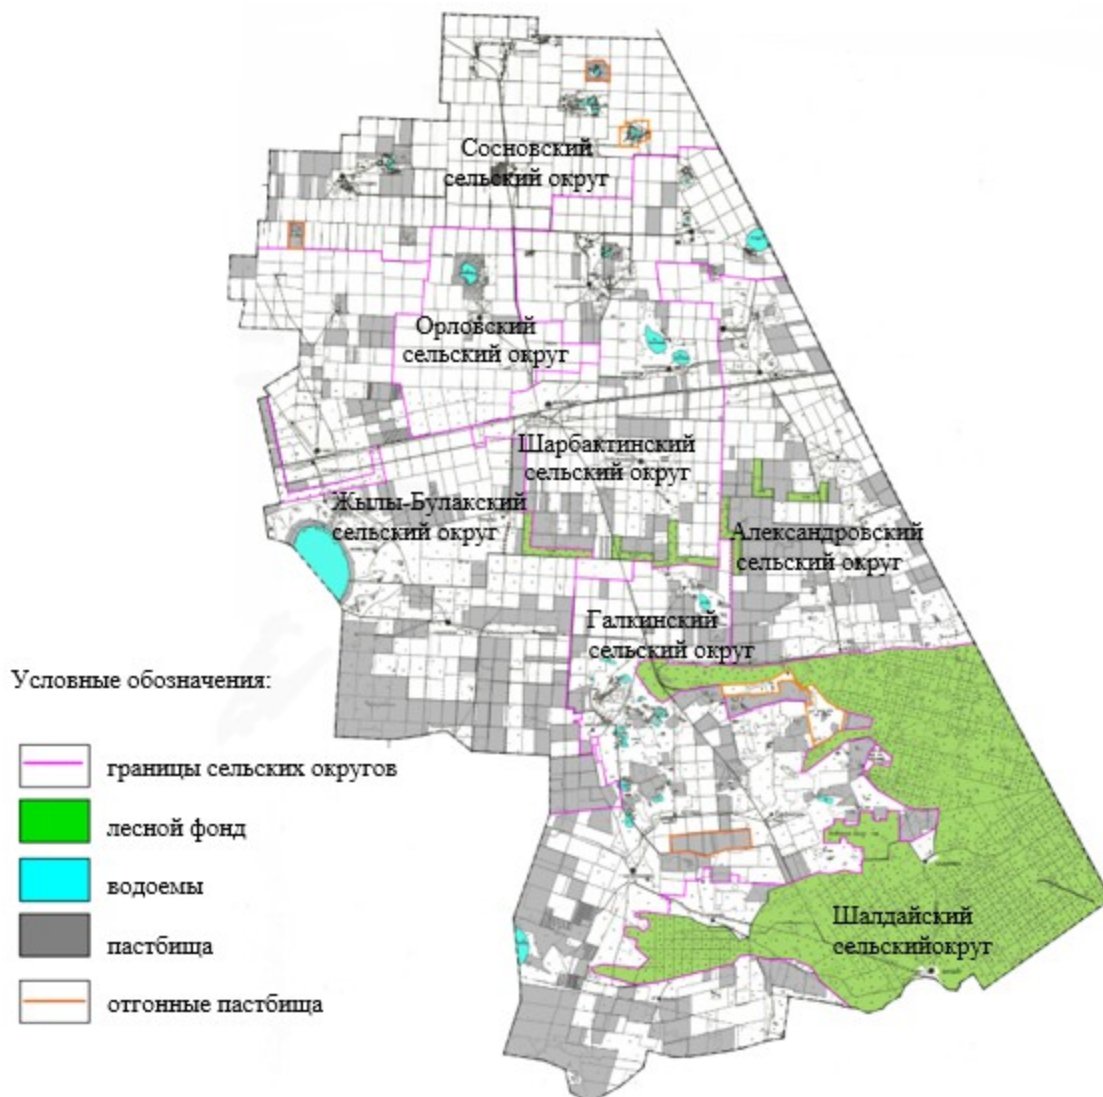 Сосновский
сельский округ
Орловский
сельский округ
Шарбактинский
сельский округ
Жылы-Булакский
сельский округ
Александровский
сельский округ
Галкинский
сельский округ
Условные обозначения:
границы сельских округов
лесной фонд
водоемы
пастбища
отгонные пастбища
Шалдайский
сельскийокруг